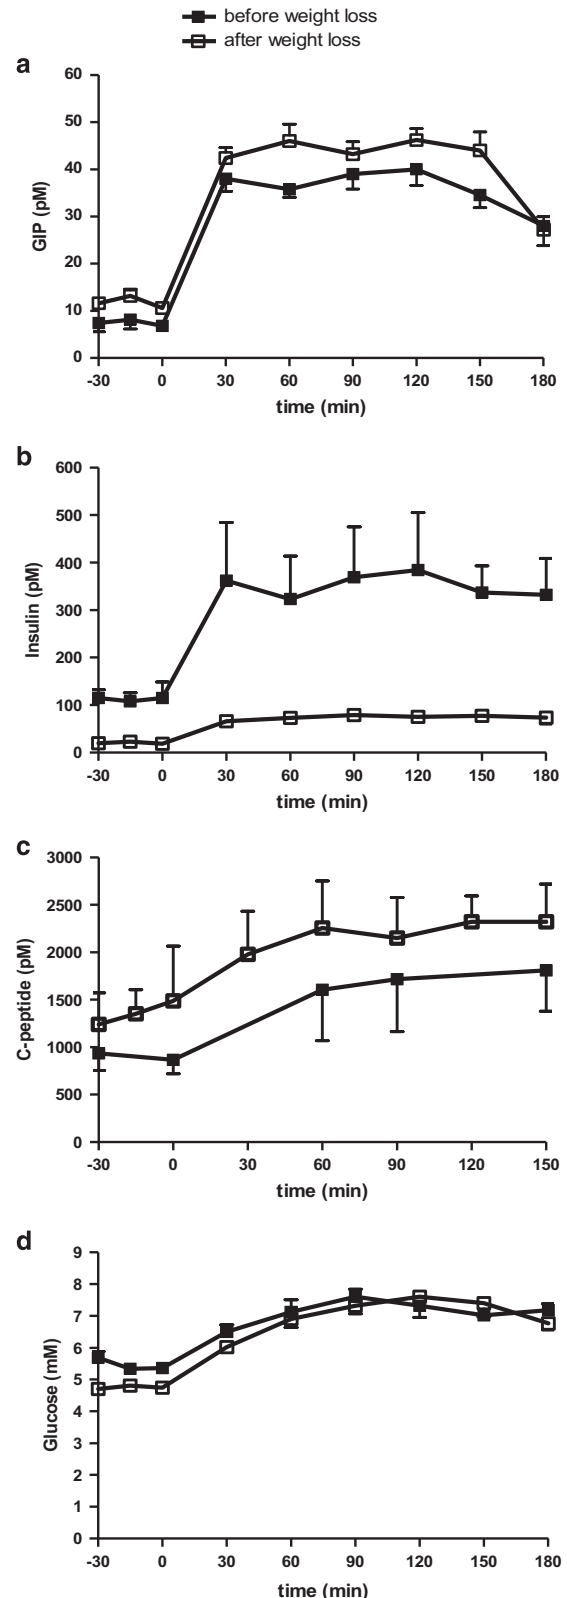 before weight loss
after weight loss
a
60
50
40
30
20
10
0
GIP (pM)
-30 0 30 60 90 120 150 180
time (min)
b
600
500
400
300
200
100
0
Insulin (pM)
-30 0 30 60 90 120 150 180
time (min)
c
3000
2500
2000
1500
1000
500
0
C-peptide (pM)
-30 0 30 60 90 120 150
time (min)
d
9
8
7
6
5
4
3
2
1
0
Glucose (mM)
-30 0 30 60 90 120 150 180
time (min)